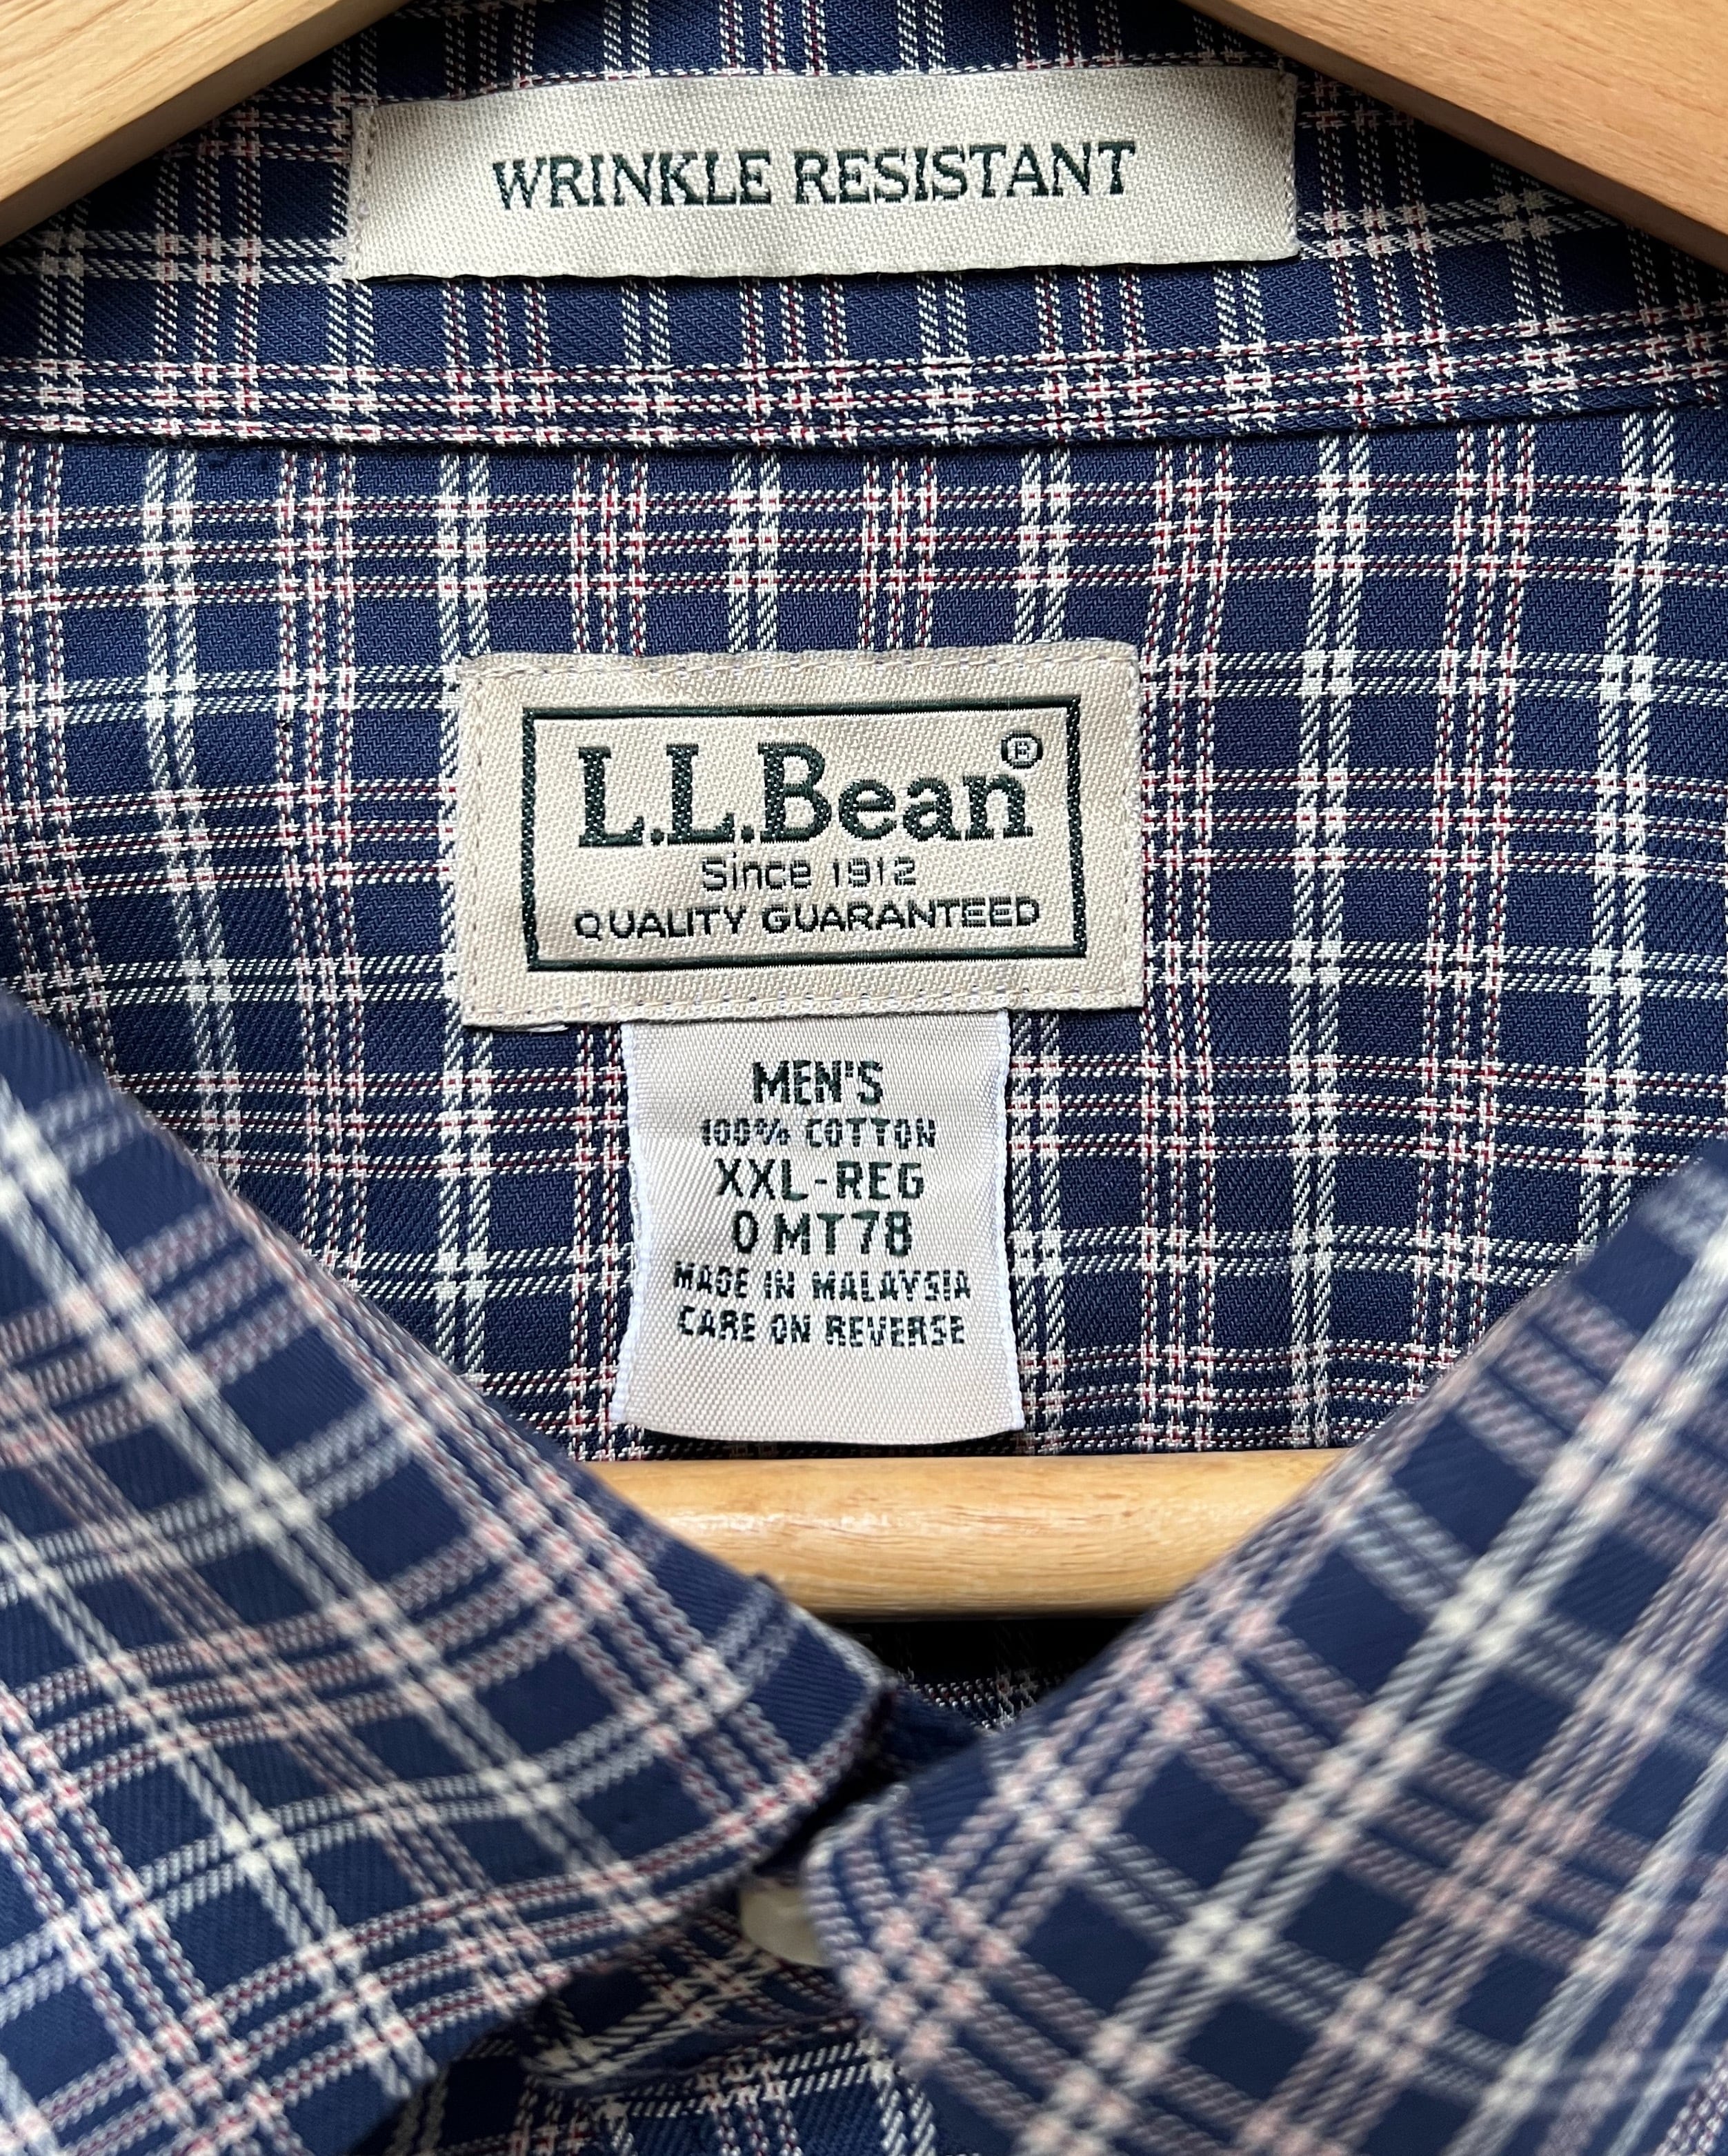 WRINKLE RESISTANT
L.L.Bean®
Since 1912
QUALITY GUARANTEED
MEN'S
100% COTTON
XXL-REG
0MT78
MADE IN MALAYSIA
CARE ON REVERSE